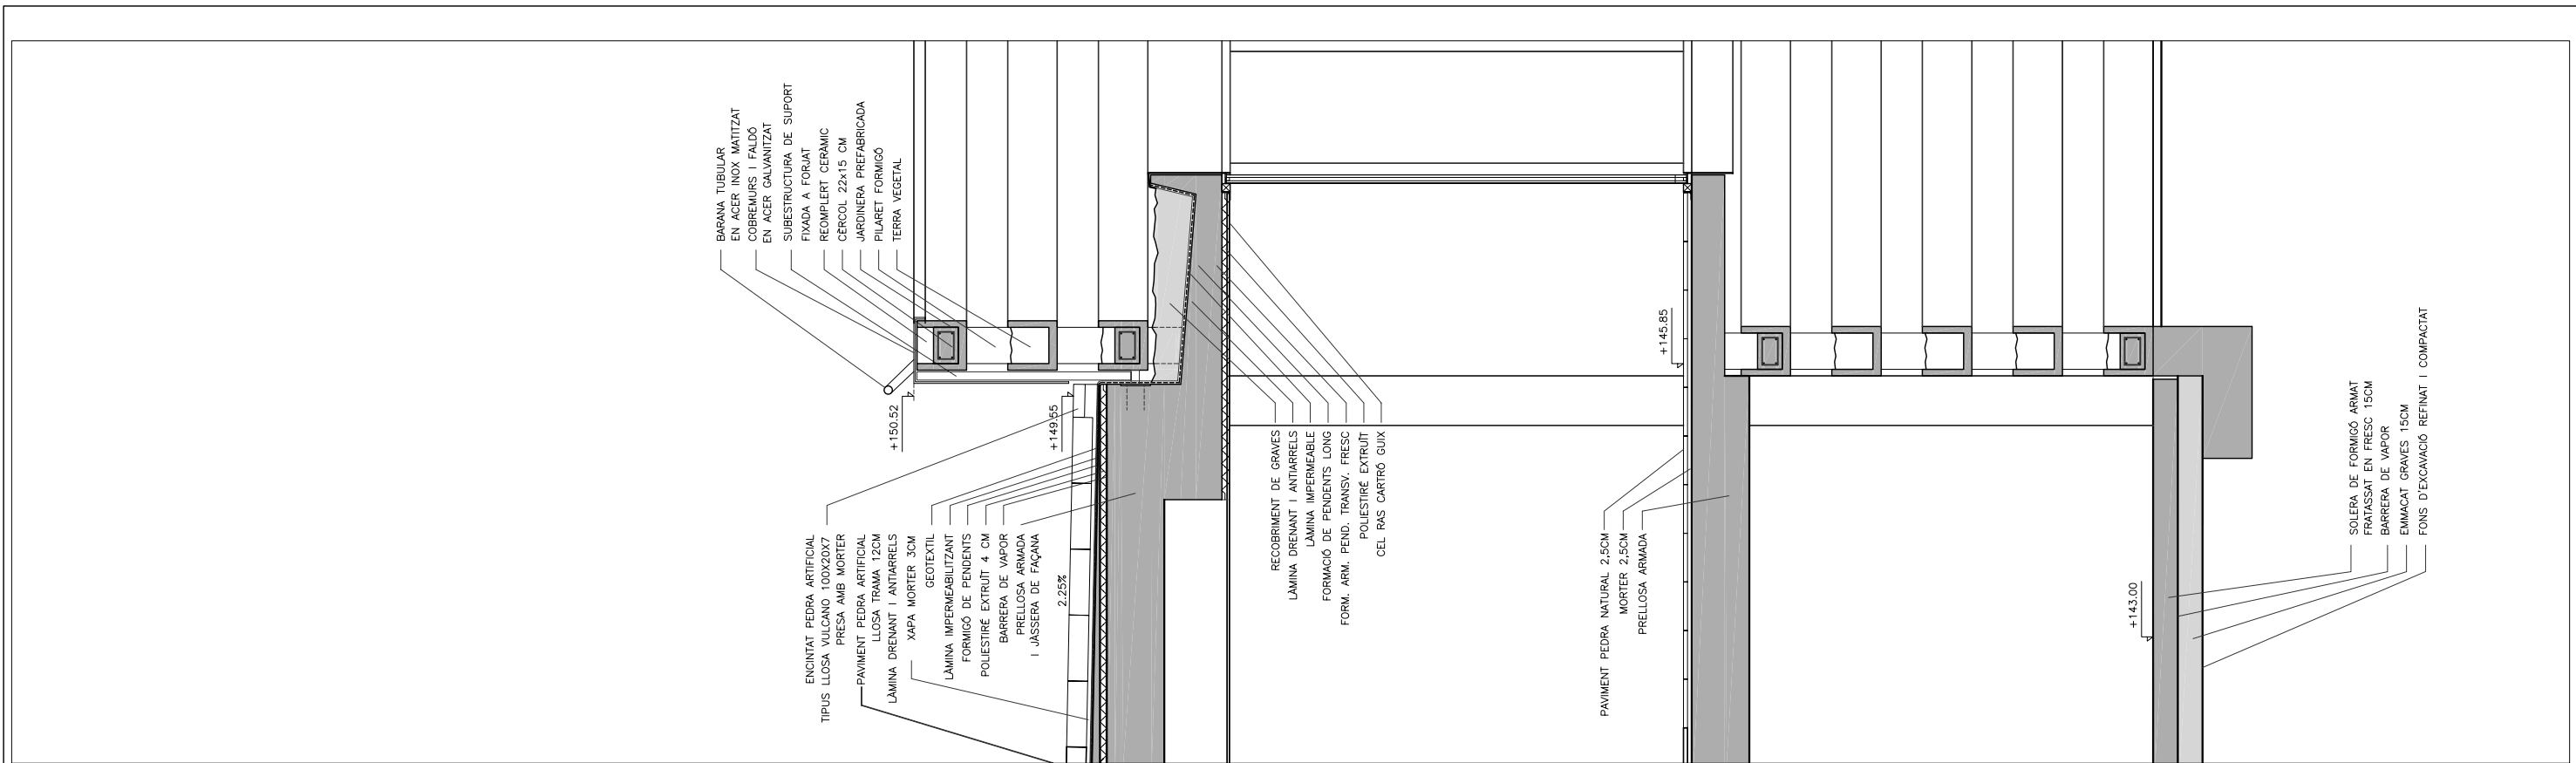 BARANA TUBULAR
EN ACER INOX MATITZAT
COBREMURS I FALDÓ
EN ACER GALVANITZAT
SUBESTRUCTURA DE SUPORT
FIXADA A FORJAT
REOMPLERT CERÀMIC
CÈRCOL 22x15 CM
JARDINERA PREFABRICADA
PILARET FORMIGÓ
TERRA VEGETAL
+150.52
+149.55
ENCINTAT PEDRA ARTIFICIAL
TIPUS LLOSA VULCANO 100X20X7
PRESA AMB MORTER
PAVIMENT PEDRA ARTIFICIAL
LLOSA TRAMA 12CM
LÀMINA DRENANT I ANTIARRELS
XAPA MORTER 3CM
GEOTEXTIL
LÀMINA IMPERMEABILITZANT
FORMIGÓ DE PENDENTS
POLIESTIRÉ EXTRUÏT 4 CM
BARRERA DE VAPOR
PRELLOSA ARMADA
I JÀSSERA DE FAÇANA
2.25%
RECOBRIMENT DE GRAVES
LÀMINA DRENANT I ANTIARRELS
LÀMINA IMPERMEABLE
FORMACIÓ DE PENDENTS LONG
FORM. ARM. PEND. TRANSV. FRESC
POLIESTIRÉ EXTRUÏT
CEL RAS CARTRÓ GUIX
+145.85
PAVIMENT PEDRA NATURAL 2,5CM
MORTER 2,5CM
PRELLOSA ARMADA
+143.00
SOLERA DE FORMIGÓ ARMAT
FRATASSAT EN FRESC 15CM
BARRERA DE VAPOR
EMMACAT GRAVES 15CM
FONS D'EXCAVACIÓ REFINAT I COMPACTAT